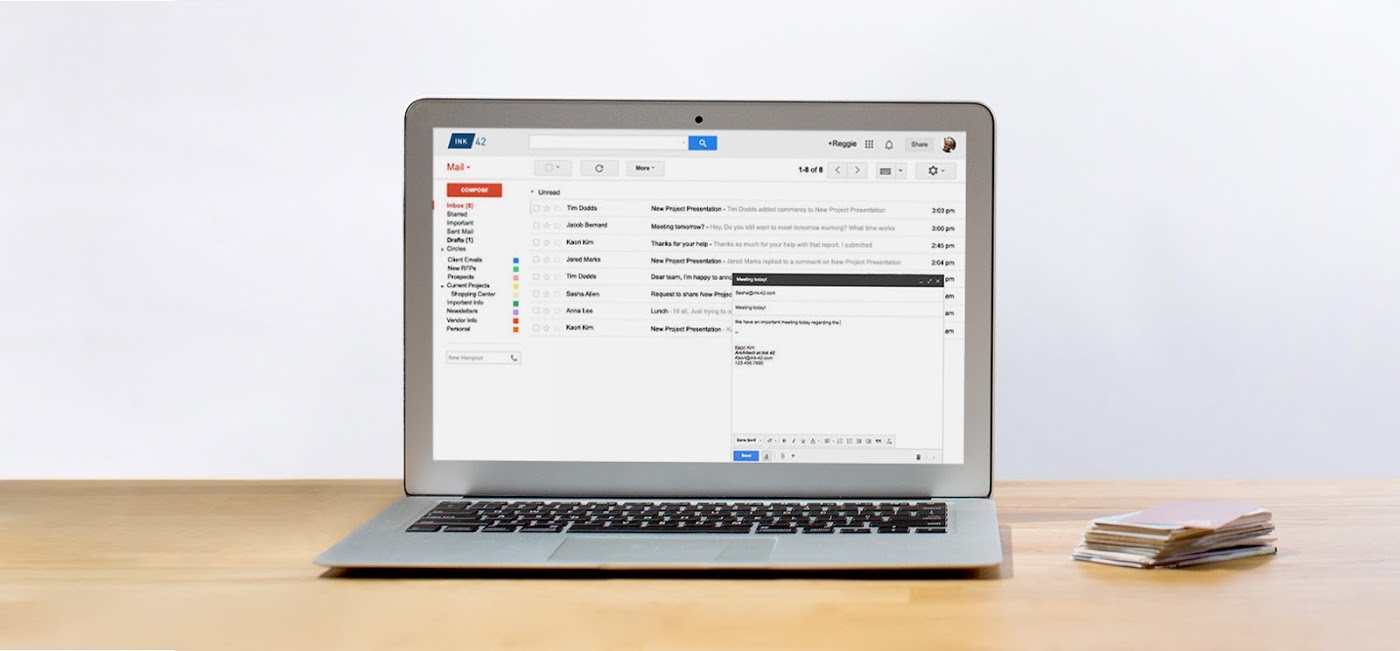 INK 42
+Reggie
Share
Mail
More
1-8 of 8
COMPOSE
Inbox (8)
Starred
Important
Sent Mail
Drafts (1)
Circles
Client Emails
New RFPs
Prospects
Current Projects
Shopping Center
Important Info
Newsletters
Vendor Info
Personal
New Hangout
Unread
Tim Dodds New Project Presentation - Tim Dodds added comments to New Project Presentation 3:03 pm
Jacob Bernard Meeting tomorrow? - Hey, Do you still want to meet tomorrow morning? What time works 3:00 pm
Kaori Kim Thanks for your help - Thanks so much for your help with that report. I submitted 2:45 pm
Jared Marks New Project Presentation - Jared Marks replied to a comment on New Project Presentation 2:04 pm
Tim Dodds Dear team, I'm happy to pm
Sasha Allen Request to share New am
Anna Lee Lunch - Hi all, Just trying to am
Kaori Kim New Project Presentation - am
Meeting today!
Sasha@ink-42.com
Meeting today!
We have an important meeting today regarding the
--
Kaori Kim
Architect at Ink 42
Kaori@ink-42.com
123.456.7890
Sans Serif
Send